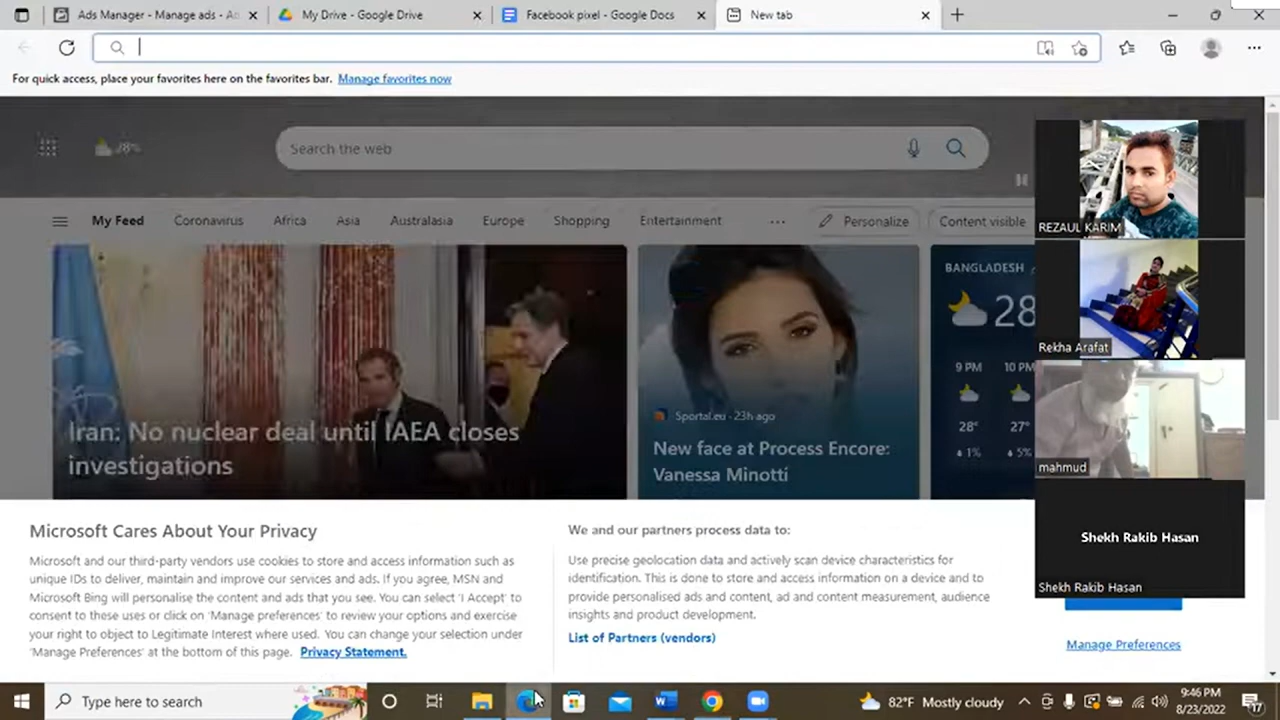 Ads Manager - Manage ads - A
My Drive - Google Drive
Facebook pixel - Google Docs
New tab
For quick access, place your favorites here on the favorites bar. Manage favorites now
28°
Search the web
My Feed
Coronavirus
Africa
Asia
Australasia
Europe
Shopping
Entertainment
...
Personalize
Content visible
Iran: No nuclear deal until IAEA closes
investigations
Sportal.eu · 23h ago
New face at Process Encore:
Vanessa Minotti
BANGLADESH
28
9 PM 10 PM
28° 27°
1% 5%
REZAUL KARIM
Rekha Arafat
mahmud
Shekh Rakib Hasan
Shekh Rakib Hasan
Microsoft Cares About Your Privacy
Microsoft and our third-party vendors use cookies to store and access information such as
unique IDs to deliver, maintain and improve our services and ads. If you agree, MSN and
Microsoft Bing will personalise the content and ads that you see. You can select 'I Accept' to
consent to these uses or click on 'Manage preferences' to review your options and exercise
your right to object to Legitimate Interest where used. You can change your selection under
'Manage Preferences' at the bottom of this page. Privacy Statement.
We and our partners process data to:
Use precise geolocation data and actively scan device characteristics for
identification. This is done to store and access information on a device and to
provide personalised ads and content, ad and content measurement, audience
insights and product development.
List of Partners (vendors)
Manage Preferences
Type here to search
82°F Mostly cloudy
9:46 PM
8/23/2022
17